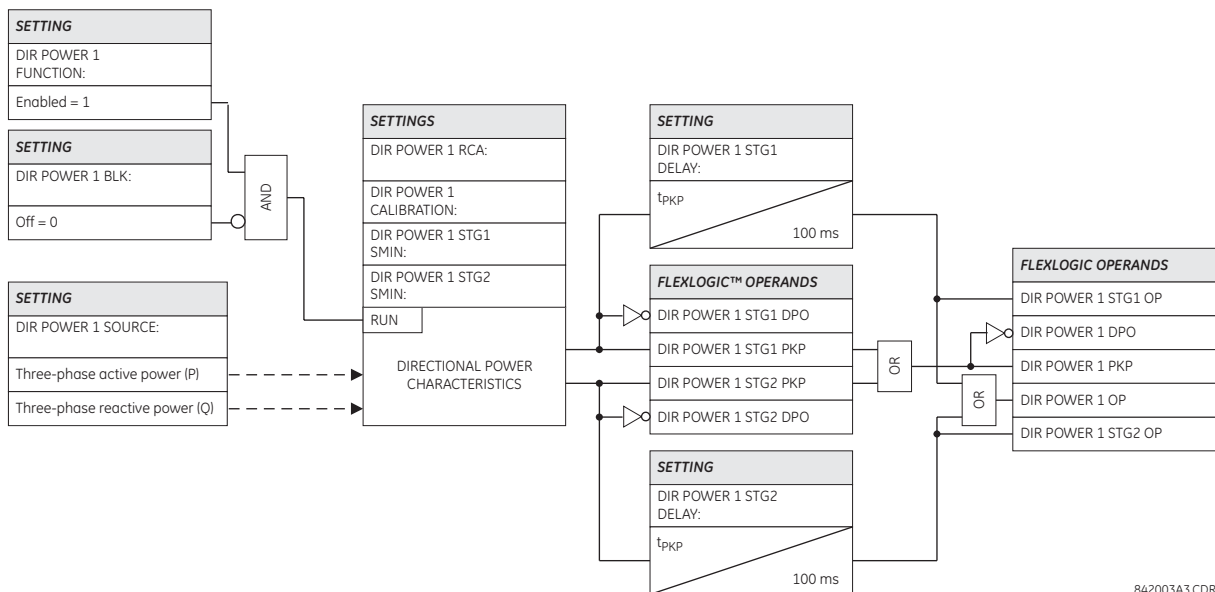 SETTING
DIR POWER 1
FUNCTION:
Enabled = 1
SETTING
DIR POWER 1 BLK:
Off = 0
AND
SETTING
DIR POWER 1 SOURCE:
Three-phase active power (P)
Three-phase reactive power (Q)
SETTINGS
DIR POWER 1 RCA:
DIR POWER 1
CALIBRATION:
DIR POWER 1 STG1
SMIN:
DIR POWER 1 STG2
SMIN:
RUN
DIRECTIONAL POWER
CHARACTERISTICS
SETTING
DIR POWER 1 STG1
DELAY:
tPKP
100 ms
FLEXLOGIC™ OPERANDS
DIR POWER 1 STG1 DPO
DIR POWER 1 STG1 PKP
DIR POWER 1 STG2 PKP
DIR POWER 1 STG2 DPO
SETTING
DIR POWER 1 STG2
DELAY:
tPKP
100 ms
OR
OR
FLEXLOGIC OPERANDS
DIR POWER 1 STG1 OP
DIR POWER 1 DPO
DIR POWER 1 PKP
DIR POWER 1 OP
DIR POWER 1 STG2 OP
842003A3.CDR